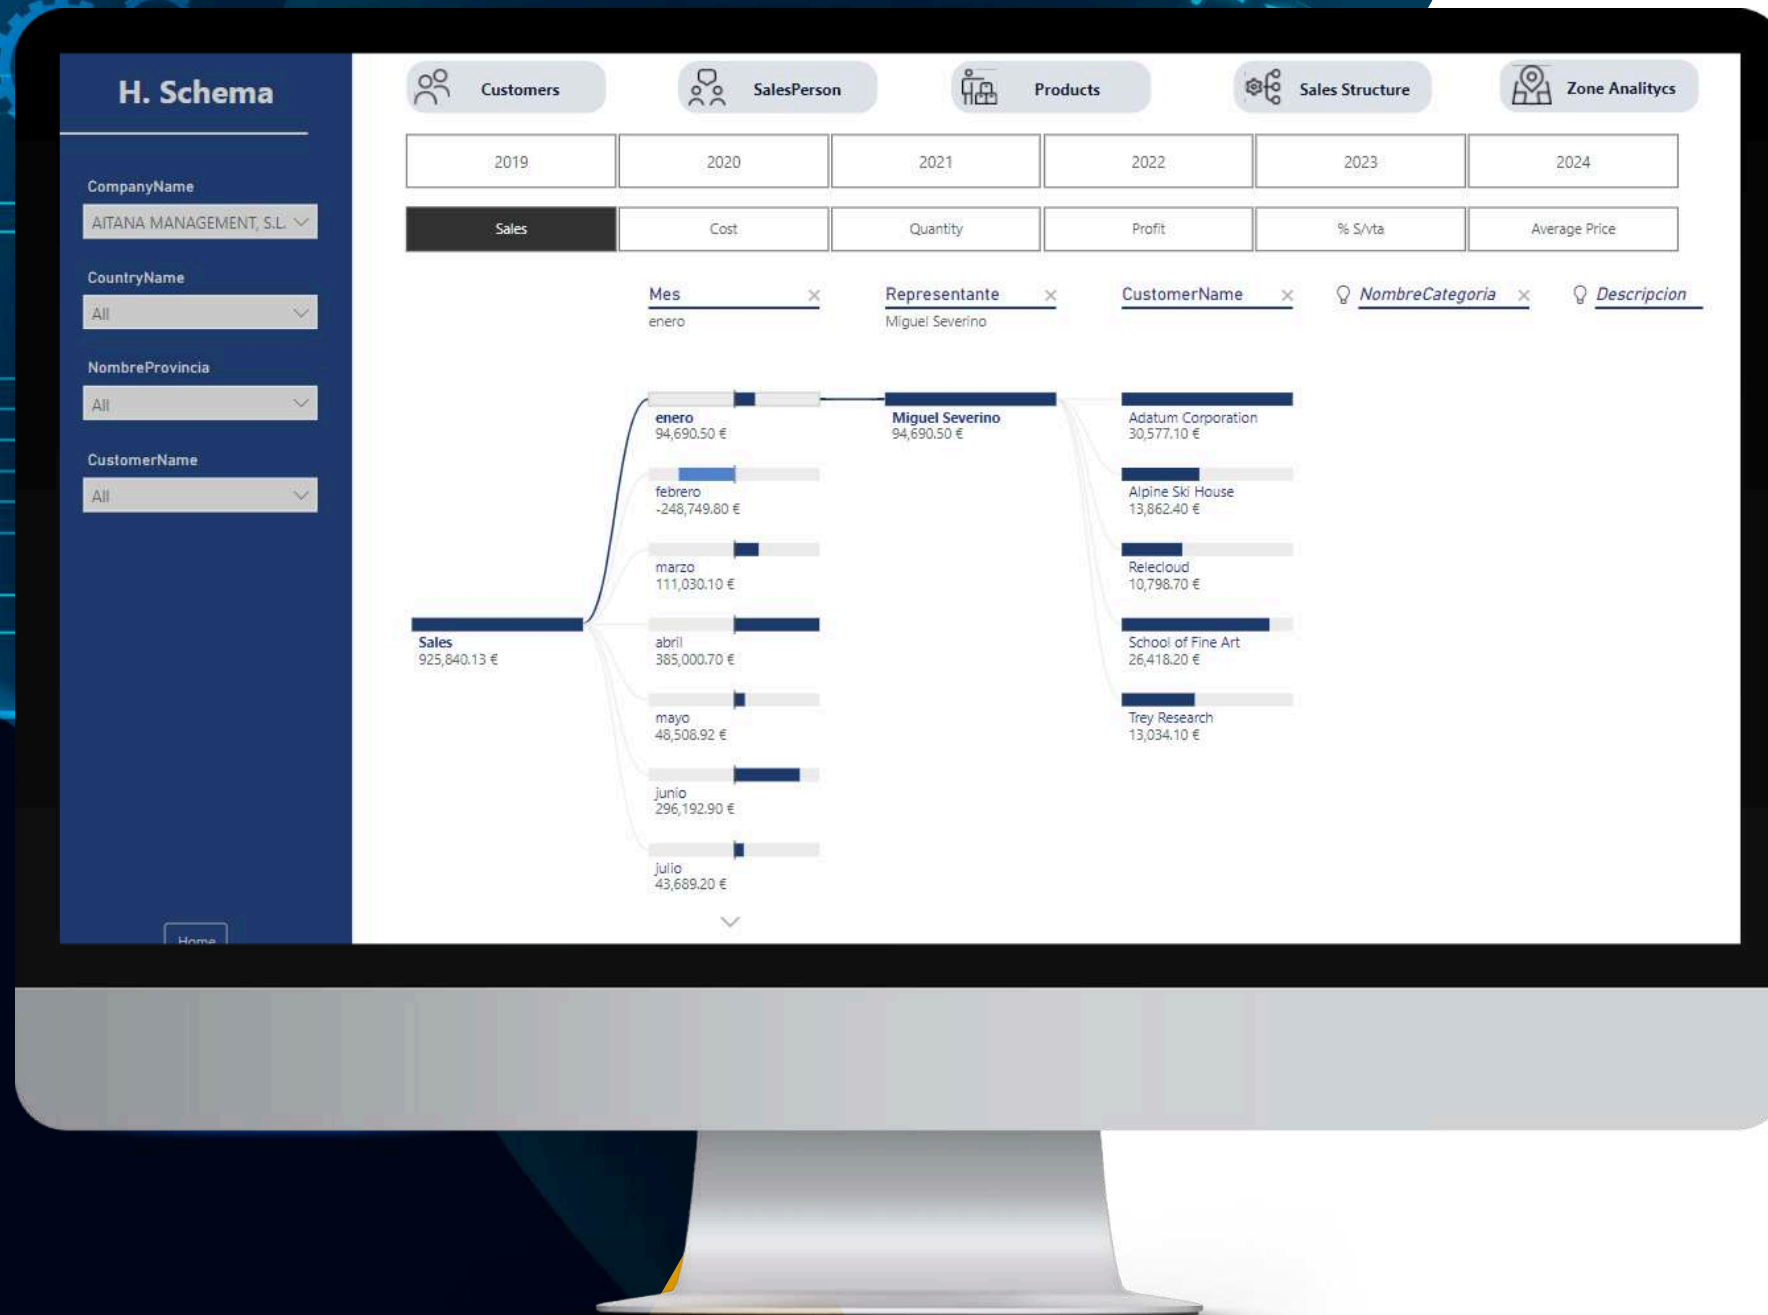 H. Schema
Customers
SalesPerson
Products
Sales Structure
Zone Analitycs
2019
2020
2021
2022
2023
2024
Sales
Cost
Quantity
Profit
% S/vta
Average Price
CompanyName
AITANA MANAGEMENT, S.L.
CountryName
All
NombreProvincia
All
CustomerName
All
Home
Mes
enero
Representante
Miguel Severino
CustomerName
NombreCategoria
Descripcion
Sales
925,840.13 €
enero
94,690.50 €
febrero
-248,749.80 €
marzo
111,030.10 €
abril
385,000.70 €
mayo
48,508.92 €
junio
296,192.90 €
julio
43,689.20 €
Miguel Severino
94,690.50 €
Adatum Corporation
30,577.10 €
Alpine Ski House
13,862.40 €
Relecloud
10,798.70 €
School of Fine Art
26,418.20 €
Trey Research
13,034.10 €